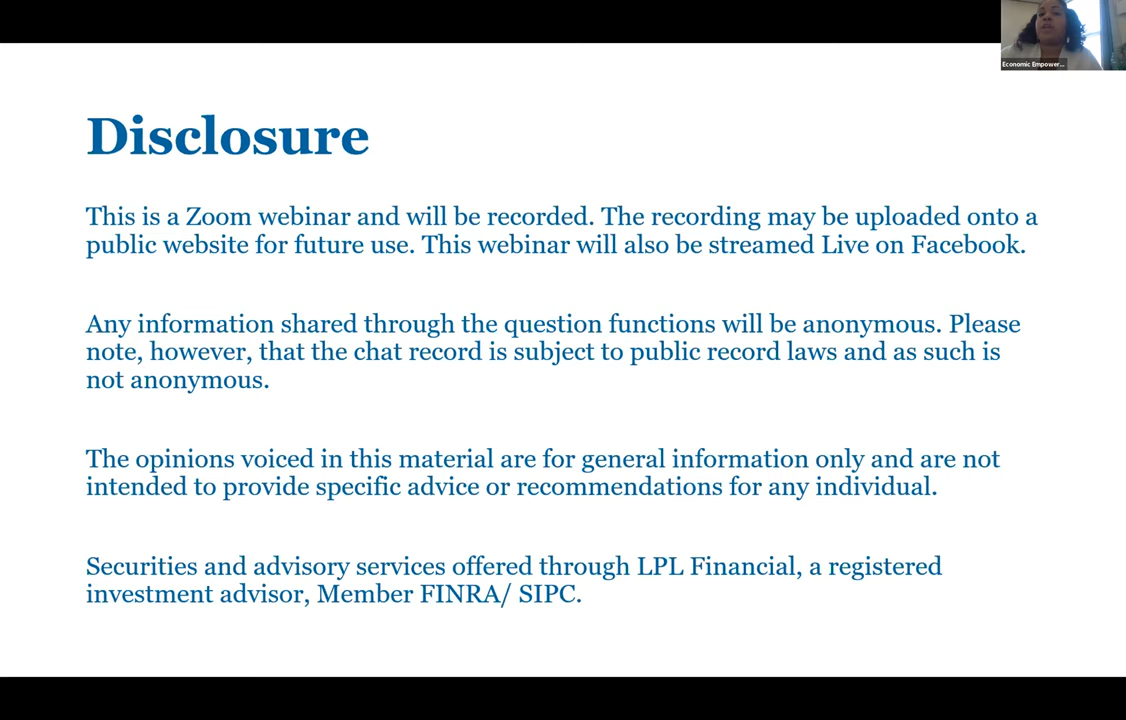 Economic Empower...
Disclosure
This is a Zoom webinar and will be recorded. The recording may be uploaded onto a
public website for future use. This webinar will also be streamed Live on Facebook.
Any information shared through the question functions will be anonymous. Please
note, however, that the chat record is subject to public record laws and as such is
not anonymous.
The opinions voiced in this material are for general information only and are not
intended to provide specific advice or recommendations for any individual.
Securities and advisory services offered through LPL Financial, a registered
investment advisor, Member FINRA/ SIPC.